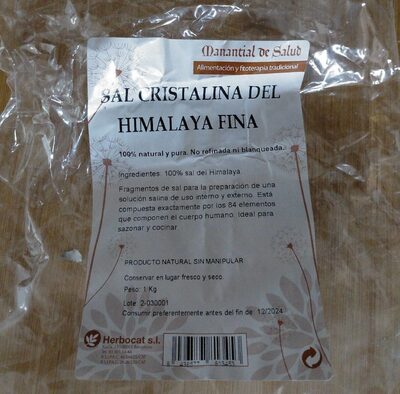 Manantial de Salud
Alimentación y fitoterapia tradicional
SAL CRISTALINA DEL
HIMALAYA FINA
100% natural y pura. No refinada ni blanqueada.
Ingredientes: 100% sal del Himalaya
Fragmentos de sal para la preparación de una
solución salina de uso interno y externo. Está
compuesta exactamente por los 84 elementos
que componen el cuerpo humano. Ideal para
sazonar y cocinar.
PRODUCTO NATURAL SIN MANIPULAR
Conservar en lugar fresco y seco.
Peso: 1 Kg
Lote: 2-030001
Consumir preferentemente antes del fin de 12/2024
Herbocat s.l.